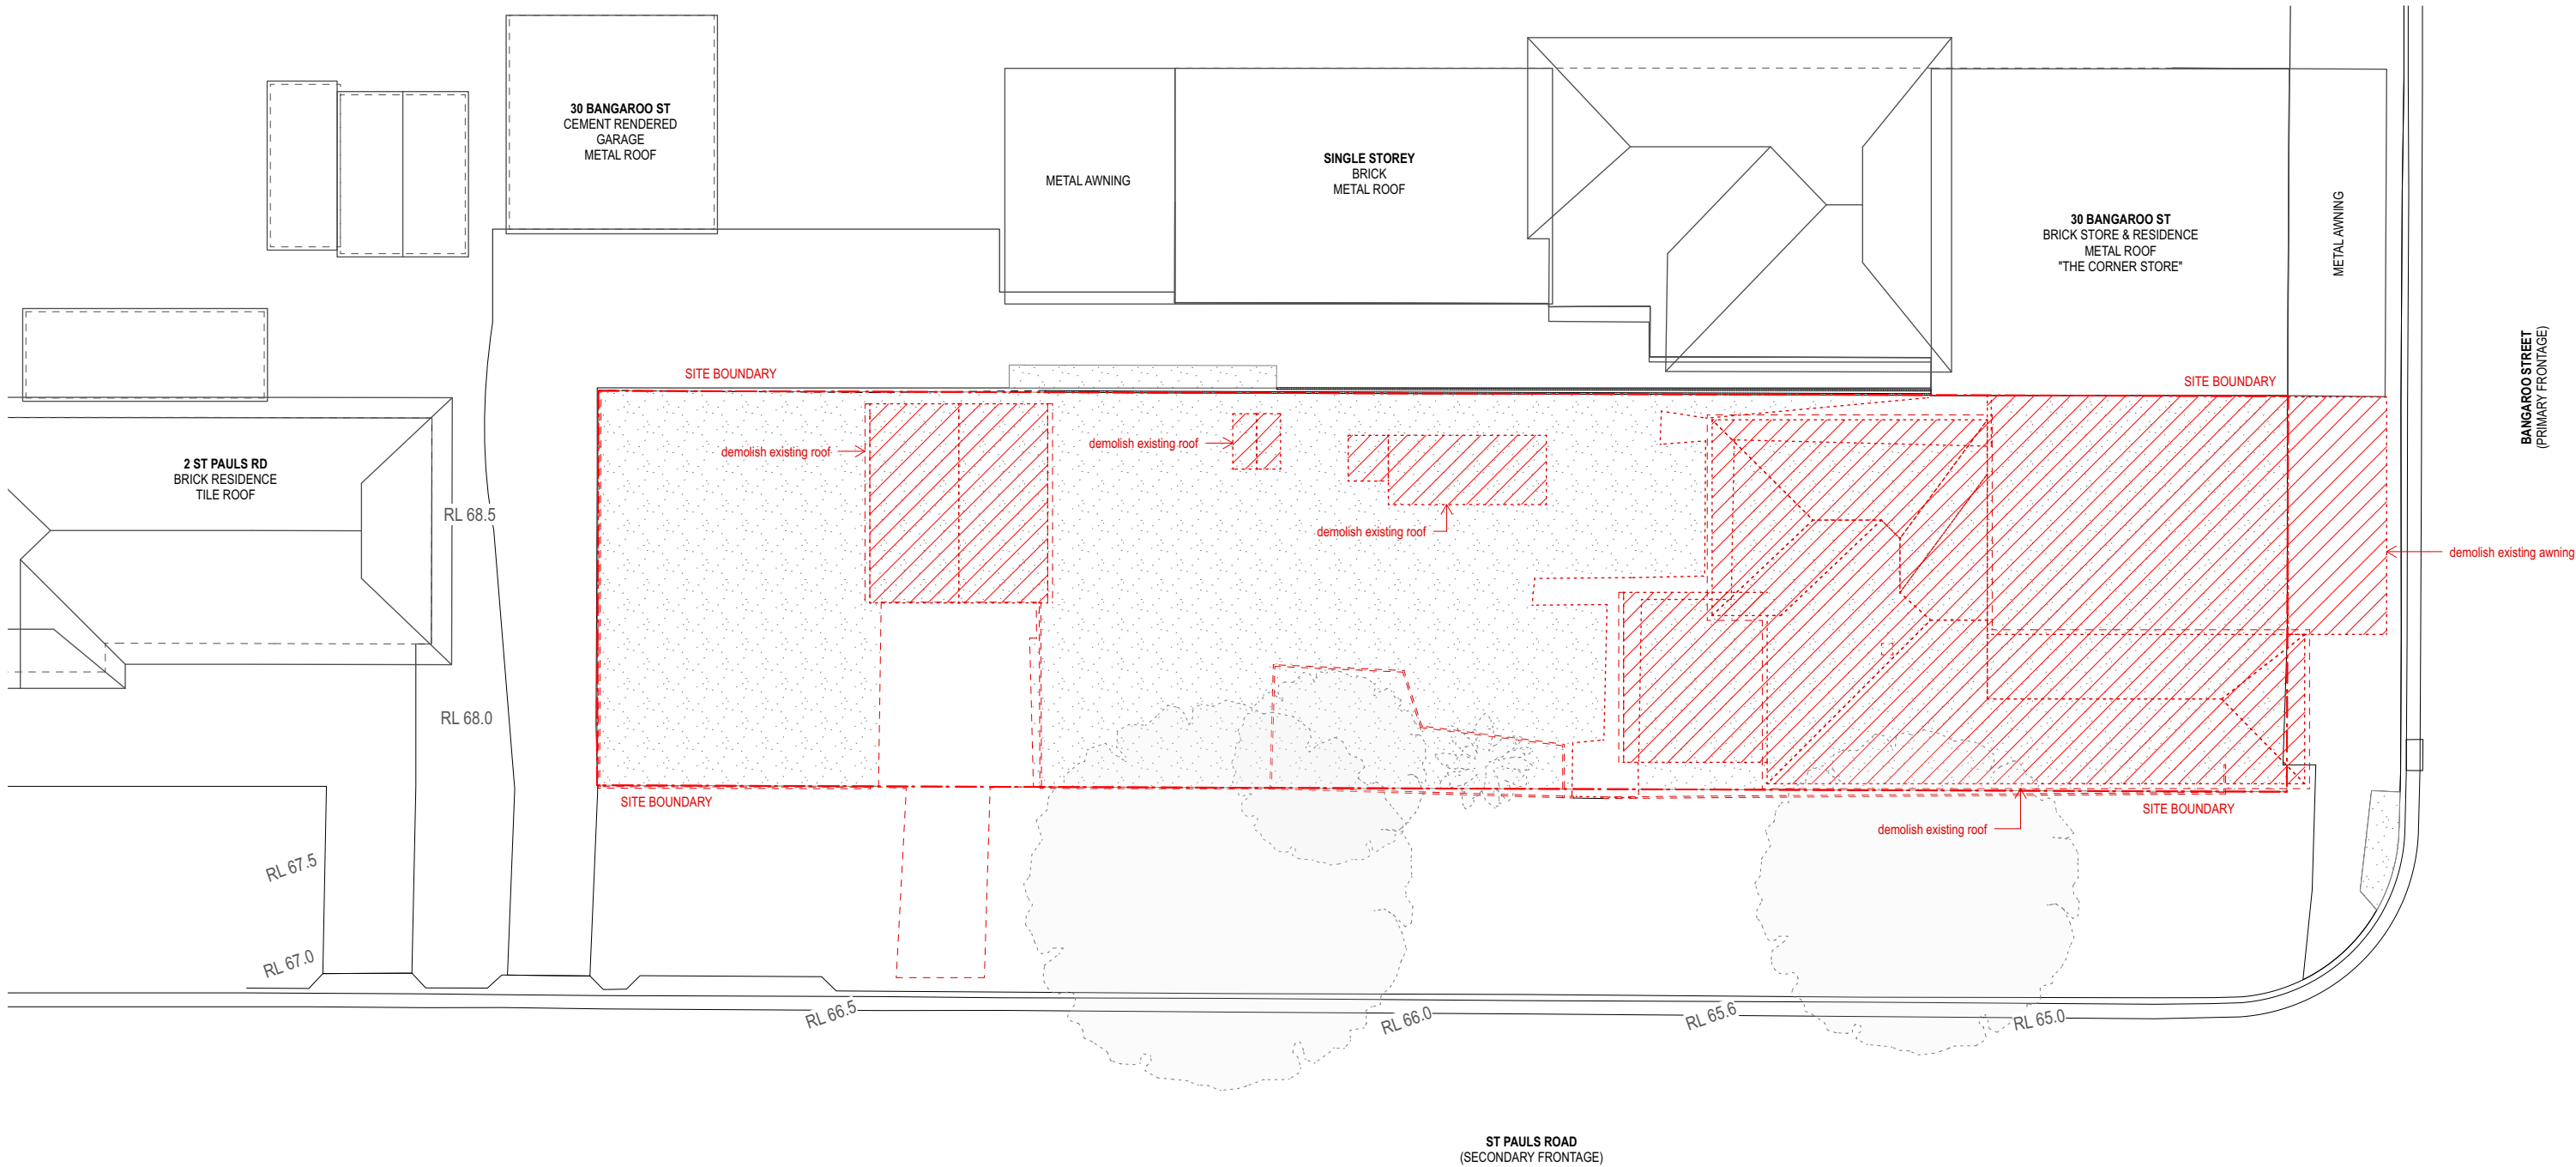 30 BANGAROO ST
CEMENT RENDERED
GARAGE
METAL ROOF
METAL AWNING
SINGLE STOREY
BRICK
METAL ROOF
30 BANGAROO ST
BRICK STORE & RESIDENCE
METAL ROOF
"THE CORNER STORE"
METAL AWNING
BANGAROO STREET
(PRIMARY FRONTAGE)
SITE BOUNDARY
SITE BOUNDARY
demolish existing roof
demolish existing roof
2 ST PAULS RD
BRICK RESIDENCE
TILE ROOF
RL 68.5
demolish existing roof
demolish existing awning
RL 68.0
SITE BOUNDARY
SITE BOUNDARY
demolish existing roof
RL 67.5
RL 67.0
RL 66.5
RL 66.0
RL 65.6
RL 65.0
ST PAULS ROAD
(SECONDARY FRONTAGE)